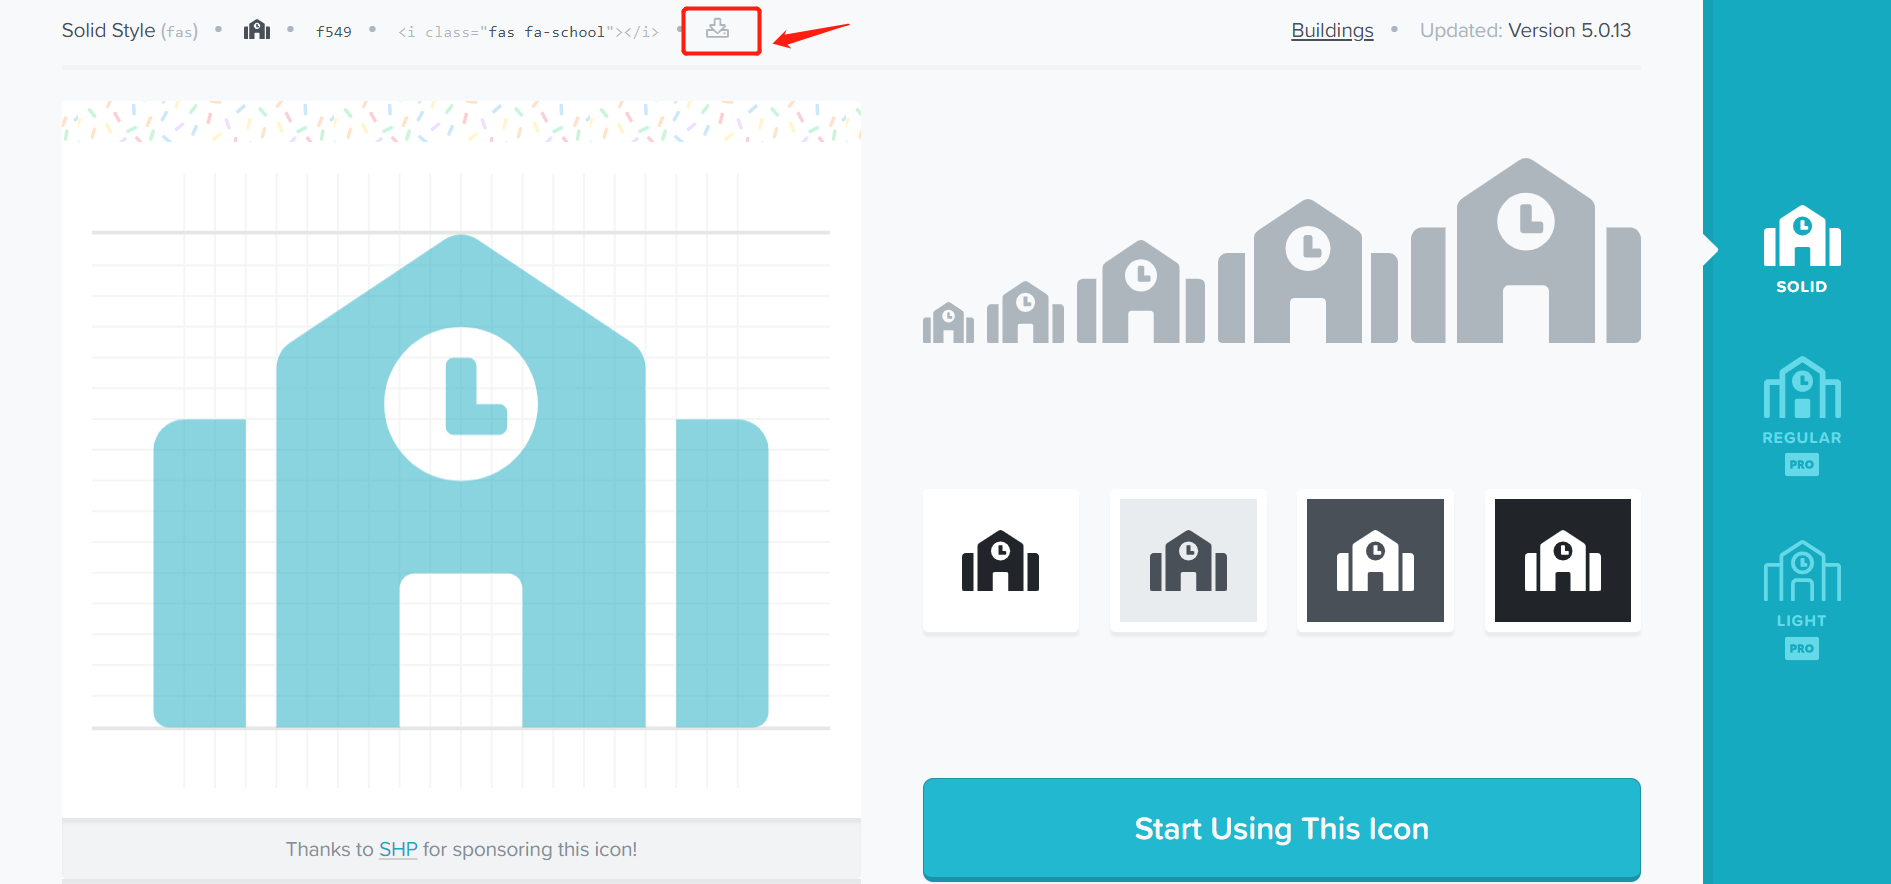 Solid Style (fas) • • f549 • <i class="fas fa-school"></i> •
Buildings • Updated: Version 5.0.13
SOLID
REGULAR
PRO
LIGHT
PRO
Start Using This Icon
Thanks to SHP for sponsoring this icon!